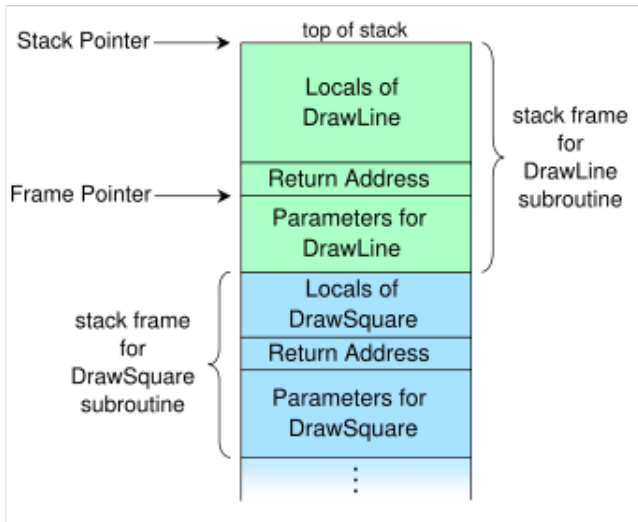 Stack Pointer
top of stack
Locals of
DrawLine
stack frame
for
DrawLine
subroutine
Return Address
Frame Pointer
Parameters for
DrawLine
Locals of
DrawSquare
stack frame
for
DrawSquare
subroutine
Return Address
Parameters for
DrawSquare
⋮